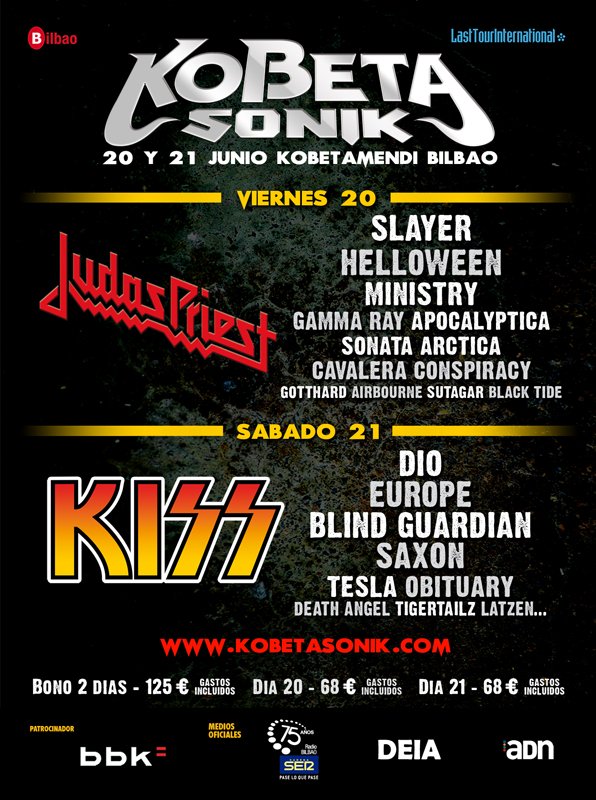 Bilbao
LastTourInternational
KOBETA
SONIK
20 Y 21 JUNIO KOBETAMENDI BILBAO
VIERNES 20
Judas Priest
SLAYER
HELLOWEEN
MINISTRY
GAMMA RAY APOCALYPTICA
SONATA ARCTICA
CAVALERA CONSPIRACY
GOTTHARD AIRBOURNE SUTAGAR BLACK TIDE
SABADO 21
KISS
DIO
EUROPE
BLIND GUARDIAN
SAXON
TESLA OBITUARY
DEATH ANGEL TIGERTAILZ LATZEN...
WWW.KOBETASONIK.COM
BONO 2 DIAS - 125 € GASTOS INCLUIDOS DIA 20 - 68 € GASTOS INCLUIDOS DIA 21 - 68 € GASTOS INCLUIDOS
PATROCINADOR
bbk
MEDIOS
OFICIALES
75 AÑOS
Radio
BILBAO
CADENA
SER
PASE LO QUE PASE
DEIA
adn